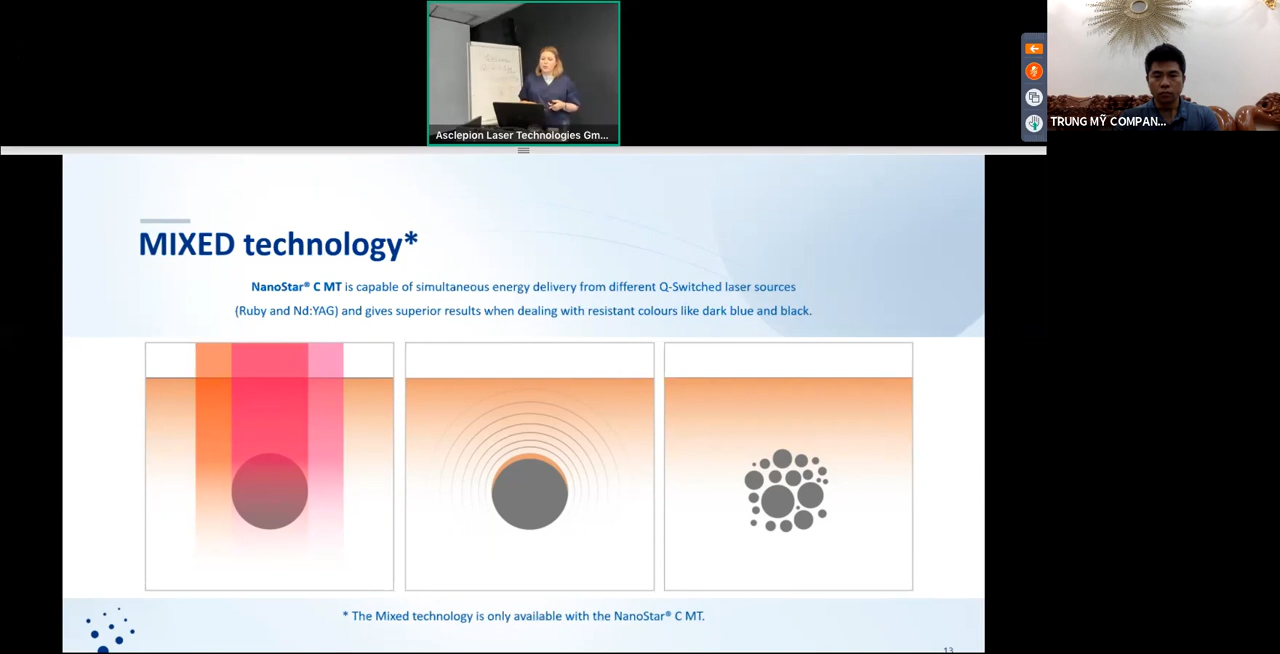 Asclepion Laser Technologies Gm...
TRUNG MỸ COMPAN...
MIXED technology*
NanoStar® C MT is capable of simultaneous energy delivery from different Q-Switched laser sources
(Ruby and Nd:YAG) and gives superior results when dealing with resistant colours like dark blue and black.
* The Mixed technology is only available with the NanoStar® C MT.
13